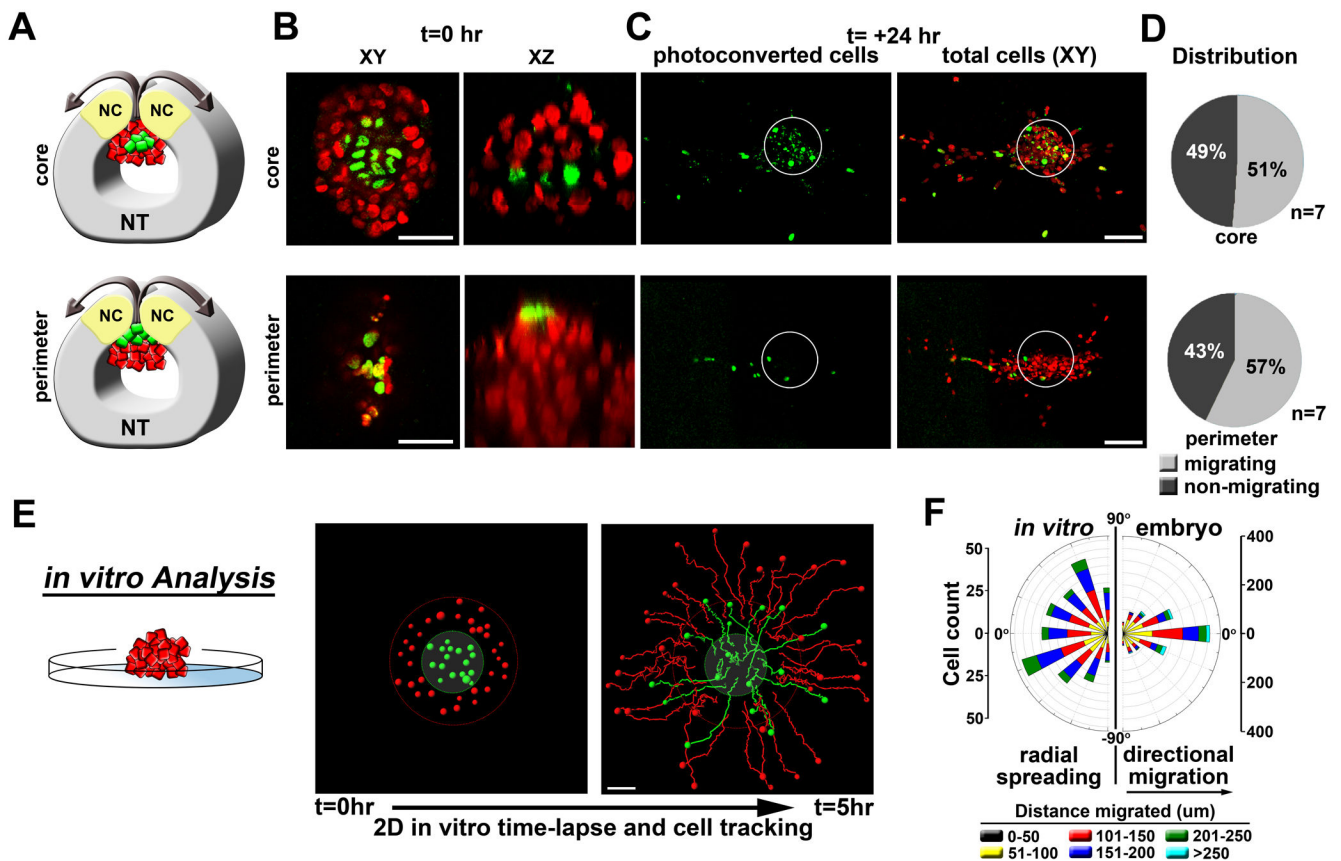 A
NC
NC
core
NT
NC
NC
perimeter
NT
B
t=0 hr
XY
XZ
core
perimeter
C
t= +24 hr
photoconverted cells
total cells (XY)
D
Distribution
49%
51%
n=7
core
43%
57%
n=7
perimeter
migrating
non-migrating
E
in vitro Analysis
t=0hr
t=5hr
2D in vitro time-lapse and cell tracking
F
90°
in vitro
embryo
50
25
0
25
50
Cell count
0°
0°
400
200
0
200
400
-90°
radial
spreading
directional
migration
Distance migrated (um)
0-50
101-150
201-250
51-100
151-200
>250